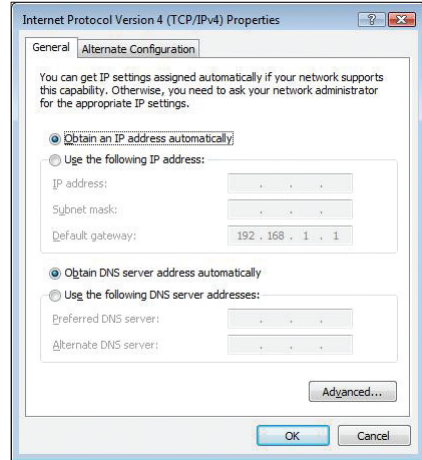 Internet Protocol Version 4 (TCP/IPv4) Properties
?
General
Alternate Configuration
You can get IP settings assigned automatically if your network supports
this capability. Otherwise, you need to ask your network administrator
for the appropriate IP settings.
Obtain an IP address automatically
Use the following IP address:
IP address:
. . .
Subnet mask:
. . .
Default gateway:
192 . 168 . 1 . 1
Obtain DNS server address automatically
Use the following DNS server addresses:
Preferred DNS server:
. . .
Alternate DNS server:
. . .
Advanced...
OK
Cancel